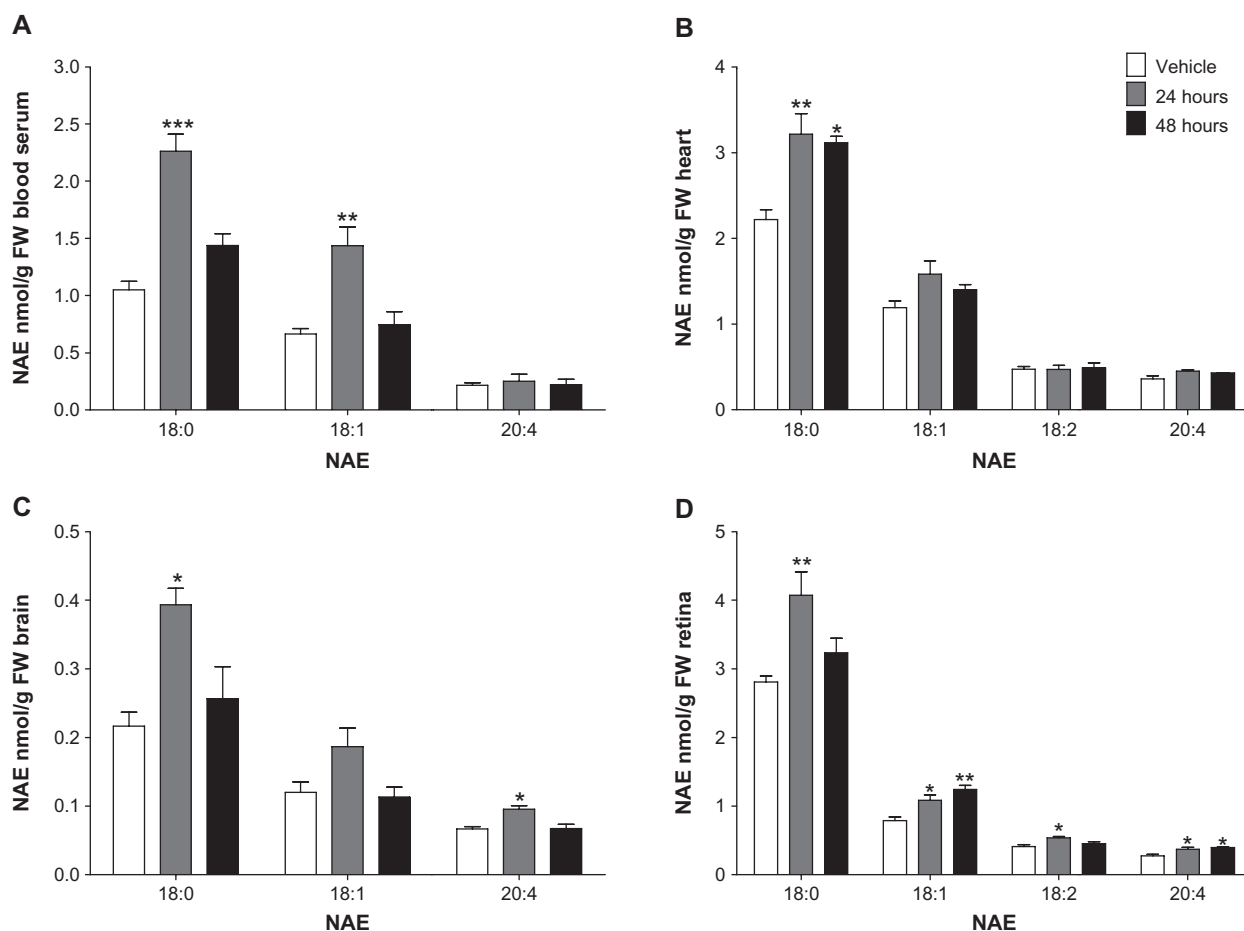 A
NAE nmol/g FW blood serum
3.0
2.5
2.0
1.5
1.0
0.5
0.0
***
**
18:0 18:1 20:4
NAE
B
NAE nmol/g FW heart
4
3
2
1
0
**
*
Vehicle
24 hours
48 hours
18:0 18:1 18:2 20:4
NAE
C
NAE nmol/g FW brain
0.5
0.4
0.3
0.2
0.1
0.0
*
*
18:0 18:1 20:4
NAE
D
NAE nmol/g FW retina
5
4
3
2
1
0
**
* **
*
* *
18:0 18:1 18:2 20:4
NAE